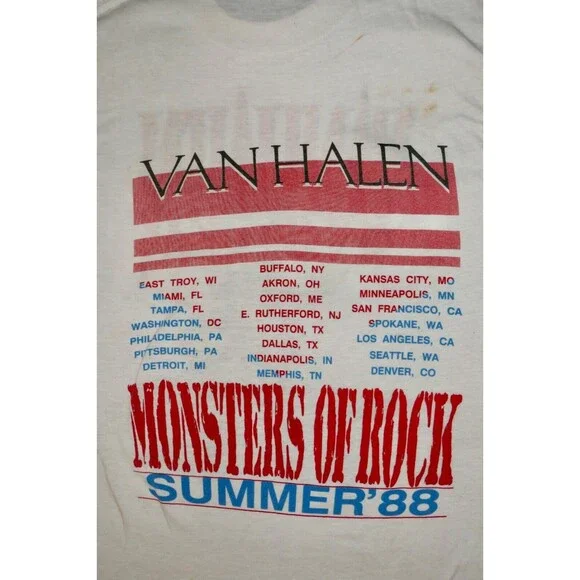 VAN HALEN
EAST TROY, WI
MIAMI, FL
TAMPA, FL
WASHINGTON, DC
PHILADELPHIA, PA
PITTSBURGH, PA
DETROIT, MI
BUFFALO, NY
AKRON, OH
OXFORD, ME
E. RUTHERFORD, NJ
HOUSTON, TX
DALLAS, TX
INDIANAPOLIS, IN
MEMPHIS, TN
KANSAS CITY, MO
MINNEAPOLIS, MN
SAN FRANCISCO, CA
SPOKANE, WA
LOS ANGELES, CA
SEATTLE, WA
DENVER, CO
MONSTERS OF ROCK
SUMMER'88